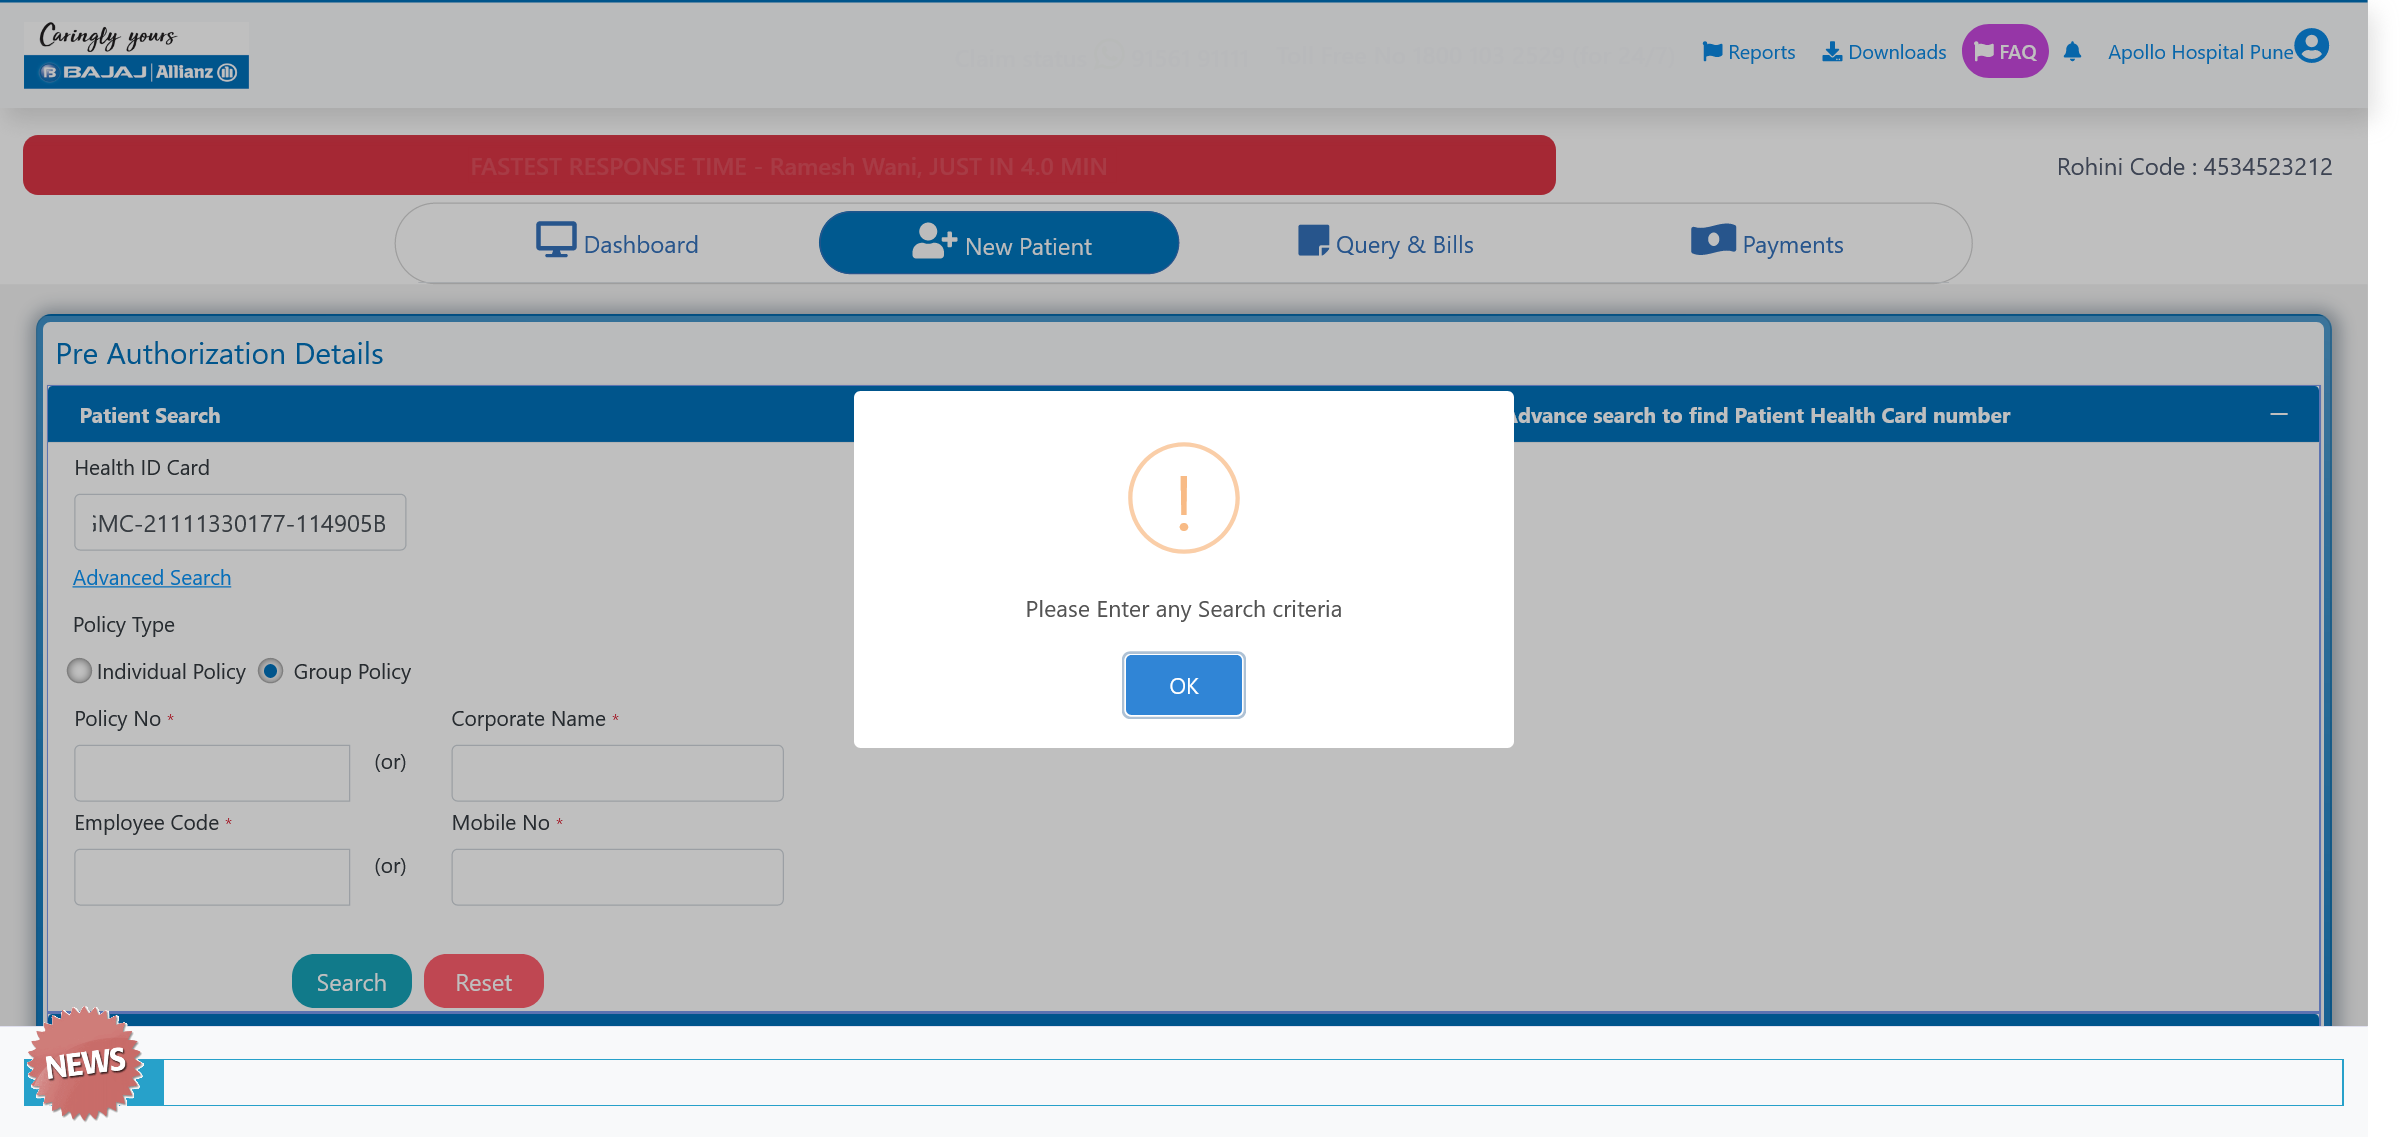 Caringly yours
BAJAJ | Allianz
Reports
Downloads
FAQ
Apollo Hospital Pune
FASTEST RESPONSE TIME - Ramesh Wani, JUST IN 4.0 MIN
Rohini Code : 4534523212
Dashboard
New Patient
Query & Bills
Payments
Pre Authorization Details
Patient Search
Advance search to find Patient Health Card number
Health ID Card
GMC-21111330177-114905B
Advanced Search
Policy Type
Individual Policy
Group Policy
Policy No *
(or)
Corporate Name *
Employee Code *
(or)
Mobile No *
Search
Reset
!
Please Enter any Search criteria
OK
NEWS